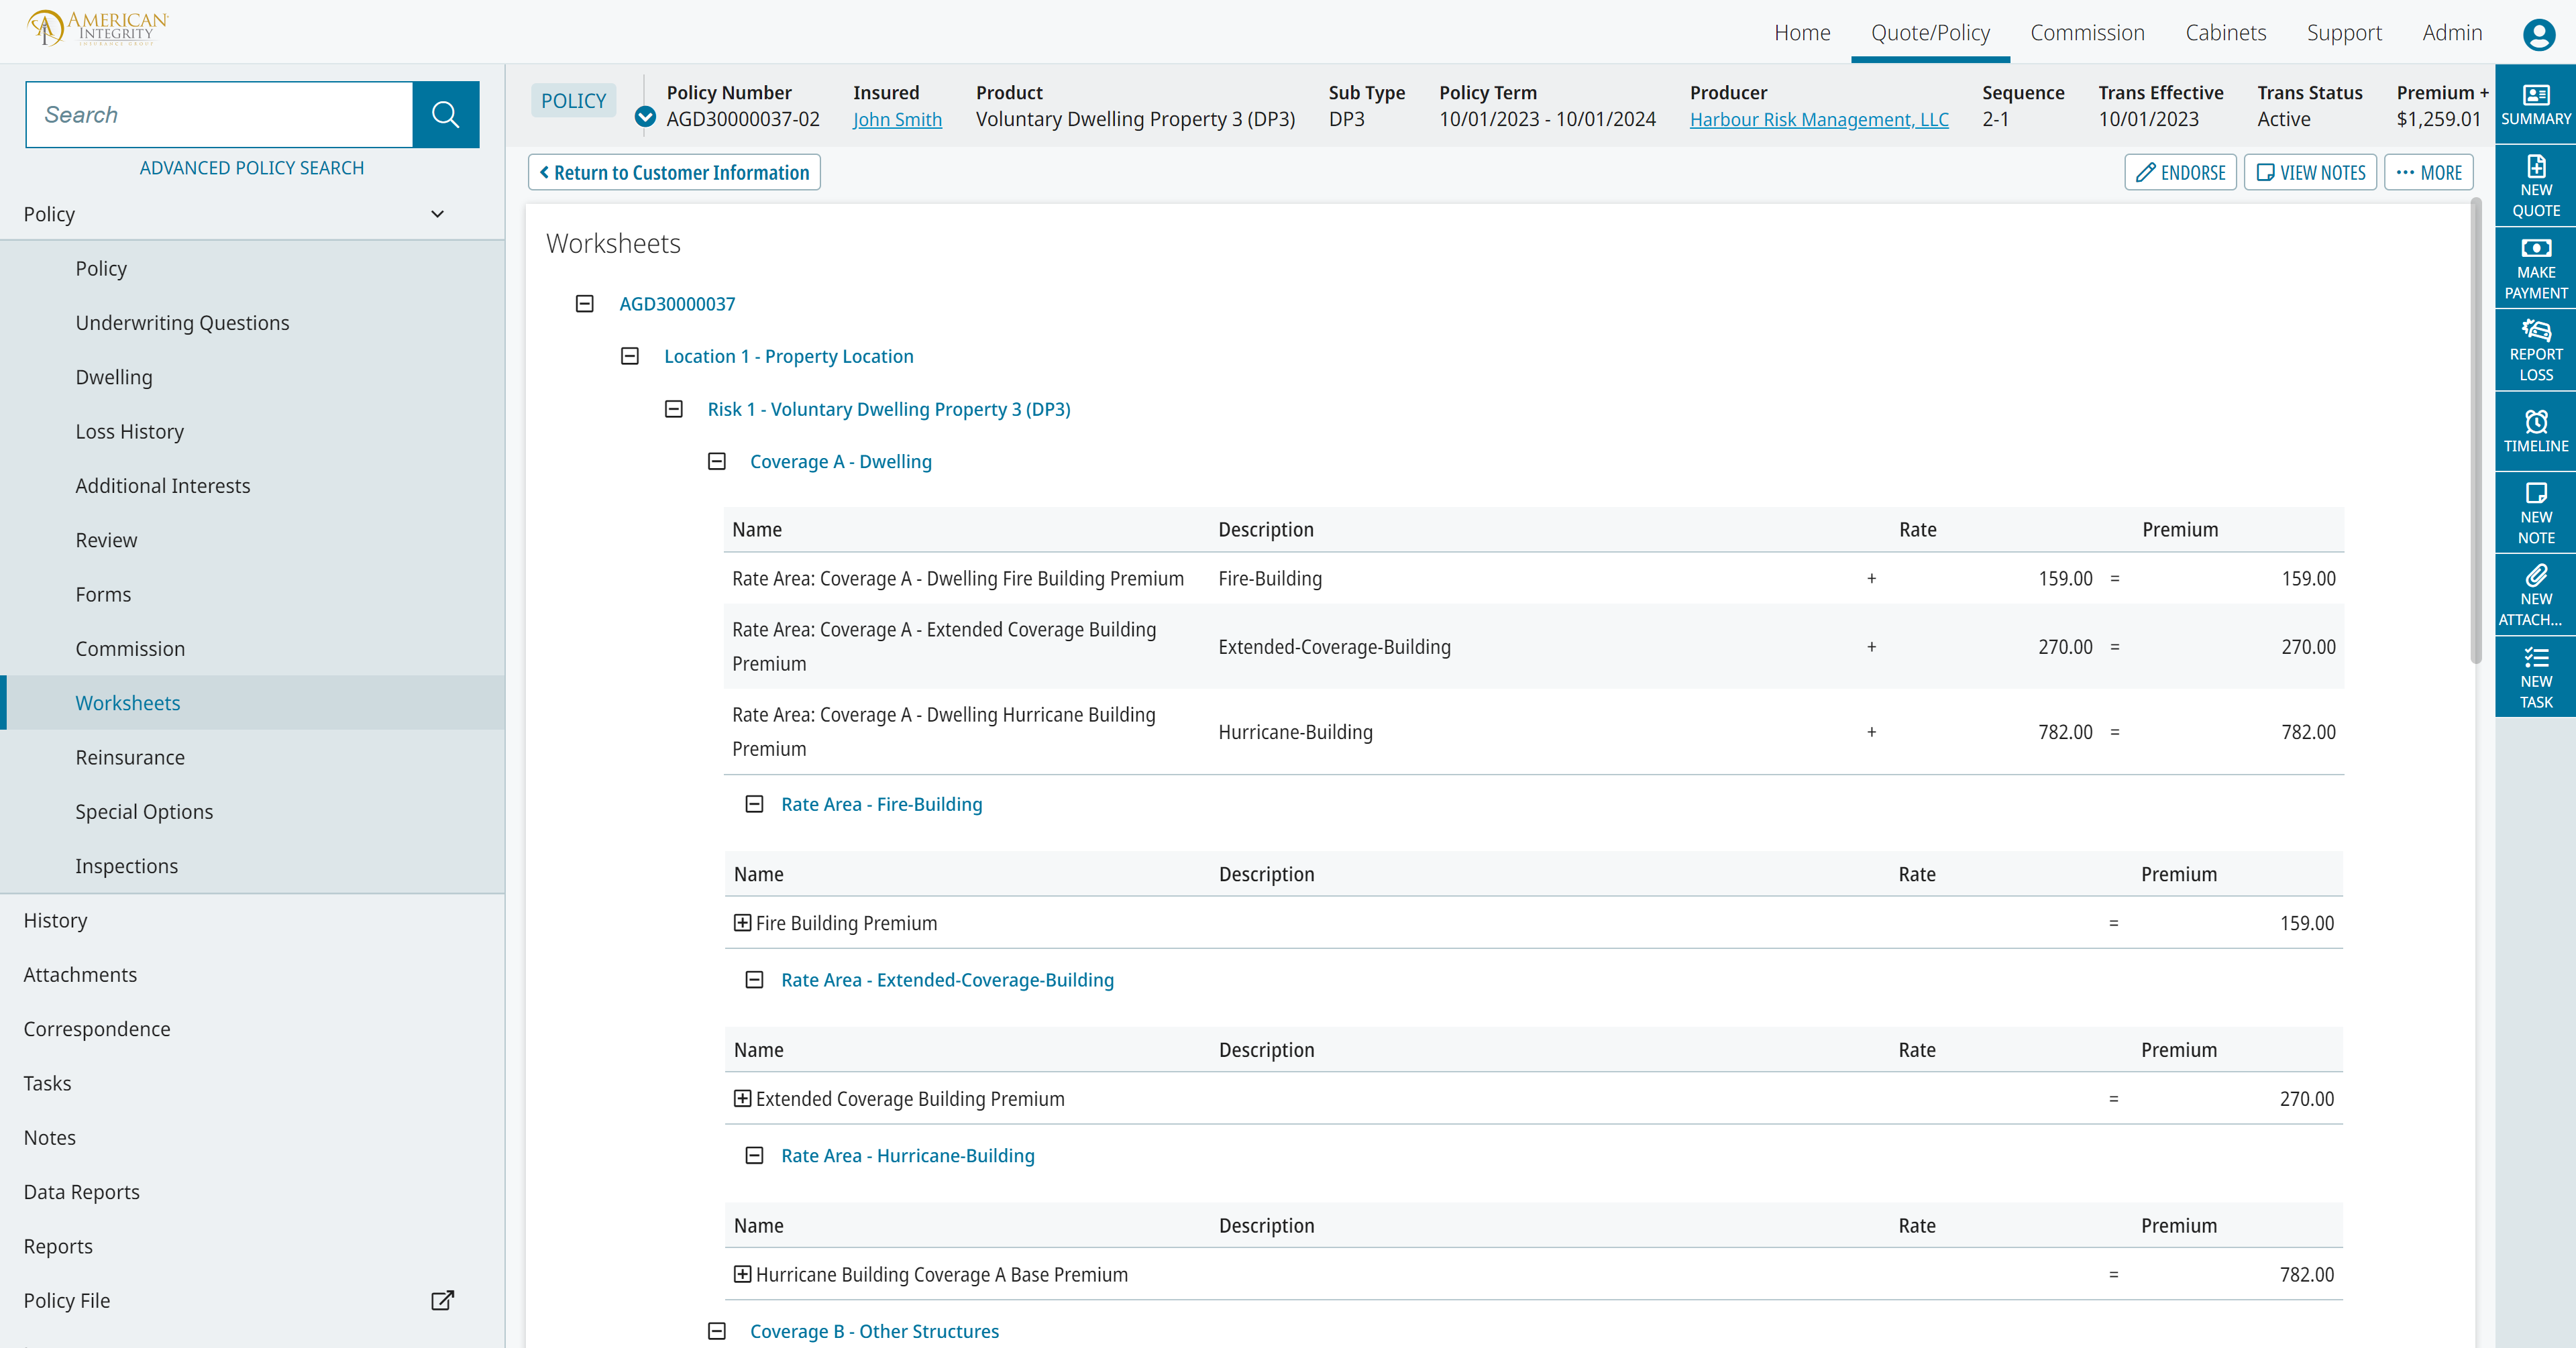 AMERICAN
INTEGRITY
INSURANCE GROUP
Home
Quote/Policy
Commission
Cabinets
Support
Admin
Search
ADVANCED POLICY SEARCH
Policy
Policy
Underwriting Questions
Dwelling
Loss History
Additional Interests
Review
Forms
Commission
Worksheets
Reinsurance
Special Options
Inspections
History
Attachments
Correspondence
Tasks
Notes
Data Reports
Reports
Policy File
POLICY
Policy Number
AGD30000037-02
Insured
John Smith
Product
Voluntary Dwelling Property 3 (DP3)
Sub Type
DP3
Policy Term
10/01/2023 - 10/01/2024
Producer
Harbour Risk Management, LLC
Sequence
2-1
Trans Effective
10/01/2023
Trans Status
Active
Premium +
$1,259.01
Return to Customer Information
ENDORSE
VIEW NOTES
MORE
Worksheets
AGD30000037
Location 1 - Property Location
Risk 1 - Voluntary Dwelling Property 3 (DP3)
Coverage A - Dwelling
Name Description Rate Premium
Rate Area: Coverage A - Dwelling Fire Building Premium Fire-Building + 159.00 = 159.00
Rate Area: Coverage A - Extended Coverage Building
Premium Extended-Coverage-Building + 270.00 = 270.00
Rate Area: Coverage A - Dwelling Hurricane Building
Premium Hurricane-Building + 782.00 = 782.00
Rate Area - Fire-Building
Name Description Rate Premium
Fire Building Premium = 159.00
Rate Area - Extended-Coverage-Building
Name Description Rate Premium
Extended Coverage Building Premium = 270.00
Rate Area - Hurricane-Building
Name Description Rate Premium
Hurricane Building Coverage A Base Premium = 782.00
Coverage B - Other Structures
SUMMARY
NEW
QUOTE
MAKE
PAYMENT
REPORT
LOSS
TIMELINE
NEW
NOTE
NEW
ATTACH...
NEW
TASK